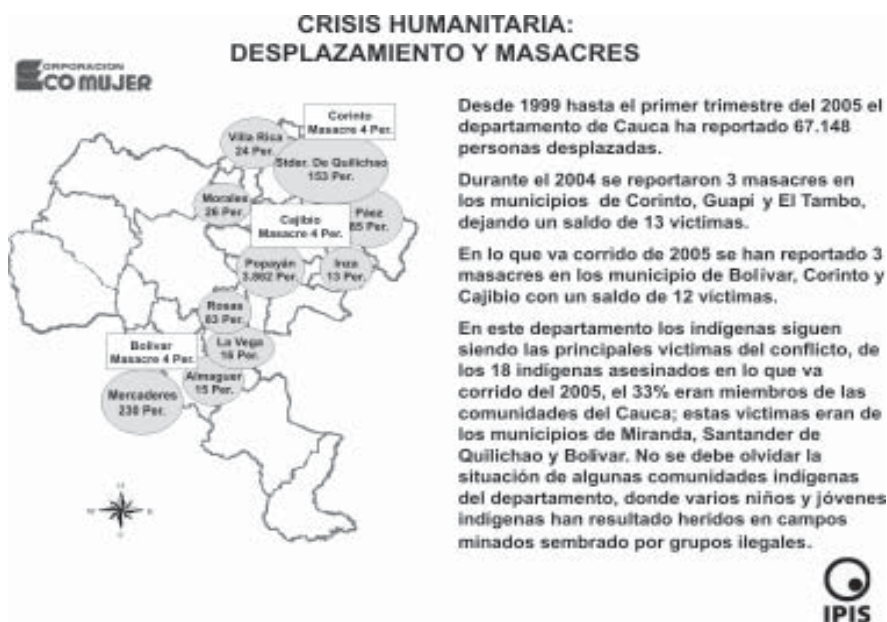 CRISIS HUMANITARIA:
DESPLAZAMIENTO Y MASACRES
CORPORACION
ECOMUJER
Corinto
Masacre 4 Per.
Villa Rica
24 Per.
Stder. De Quilichao
153 Per.
Morales
26 Per.
Páez
85 Per.
Cajibio
Masacre 4 Per.
Popayán
3.862 Per.
Inza
13 Per.
Rosas
83 Per.
Bolivar
Masacre 4 Per.
La Vega
16 Per.
Almaguer
15 Per.
Mercaderes
230 Per.
Desde 1999 hasta el primer trimestre del 2005 el
departamento de Cauca ha reportado 67.148
personas desplazadas.
Durante el 2004 se reportaron 3 masacres en
los municipios de Corinto, Guapi y El Tambo,
dejando un saldo de 13 victimas.
En lo que va corrido de 2005 se han reportado 3
masacres en los municipio de Bolívar, Corinto y
Cajibio con un saldo de 12 víctimas.
En este departamento los indígenas siguen
siendo las principales victimas del conflicto, de
los 18 indígenas asesinados en lo que va
corrido del 2005, el 33% eran miembros de las
comunidades del Cauca; estas victimas eran de
los municipios de Miranda, Santander de
Quilichao y Bolívar. No se debe olvidar la
situación de algunas comunidades indígenas
del departamento, donde varios niños y jóvenes
indígenas han resultado heridos en campos
minados sembrado por grupos ilegales.
IPIS